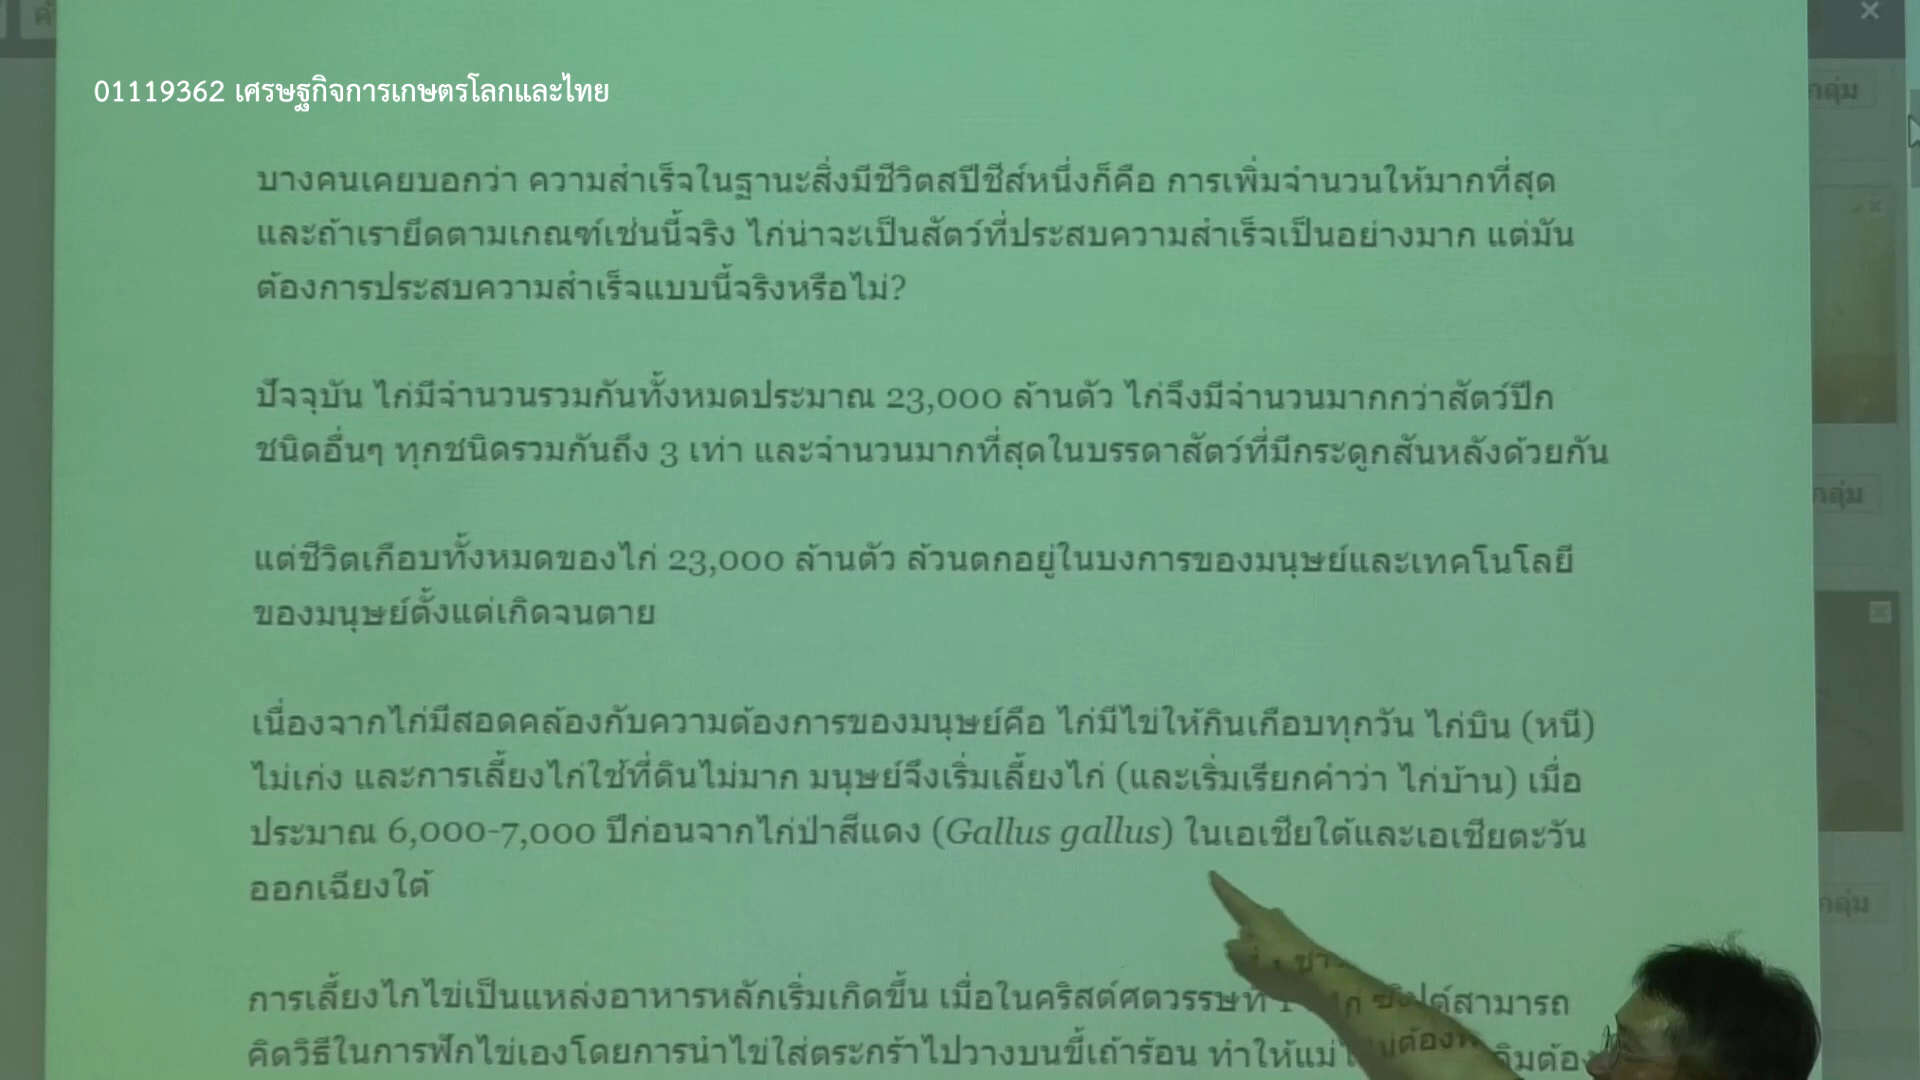 01119362 เศรษฐกิจการเกษตรโลกและไทย
กลุ่ม
บางคนเคยบอกว่า ความสำเร็จในฐานะสิ่งมีชีวิตสปีชีส์หนึ่งก็คือ การเพิ่มจำนวนให้มากที่สุด
และถ้าเรายึดตามเกณฑ์เช่นนี้จริง ไก่น่าจะเป็นสัตว์ที่ประสบความสำเร็จเป็นอย่างมาก แต่มัน
ต้องการประสบความสำเร็จแบบนี้จริงหรือไม่?
ปัจจุบัน ไก่มีจำนวนรวมกันทั้งหมดประมาณ 23,000 ล้านตัว ไก่จึงมีจำนวนมากกว่าสัตว์ปีก
ชนิดอื่นๆ ทุกชนิดรวมกันถึง 3 เท่า และจำนวนมากที่สุดในบรรดาสัตว์ที่มีกระดูกสันหลังด้วยกัน
กลุ่ม
แต่ชีวิตเกือบทั้งหมดของไก่ 23,000 ล้านตัว ล้วนตกอยู่ในบงการของมนุษย์และเทคโนโลยี
ของมนุษย์ตั้งแต่เกิดจนตาย
เนื่องจากไก่มีสอดคล้องกับความต้องการของมนุษย์คือ ไก่มีไข่ให้กินเกือบทุกวัน ไก่บิน (หนี)
ไม่เก่ง และการเลี้ยงไก่ใช้ที่ดินไม่มาก มนุษย์จึงเริ่มเลี้ยงไก่ (และเริ่มเรียกคำว่า ไก่บ้าน) เมื่อ
ประมาณ 6,000-7,000 ปีก่อนจากไก่ป่าสีแดง (Gallus gallus) ในเอเชียใต้และเอเชียตะวัน
ออกเฉียงใต้
กลุ่ม
การเลี้ยงไกไข่เป็นแหล่งอาหารหลักเริ่มเกิดขึ้น เมื่อในคริสต์ศตวรรษที่ สามารถ
คิดวิธีในการฟักไข่เองโดยการนำไข่ใส่ตระกร้าไปวางบนขี้เถ้าร้อน ทำให้แม่